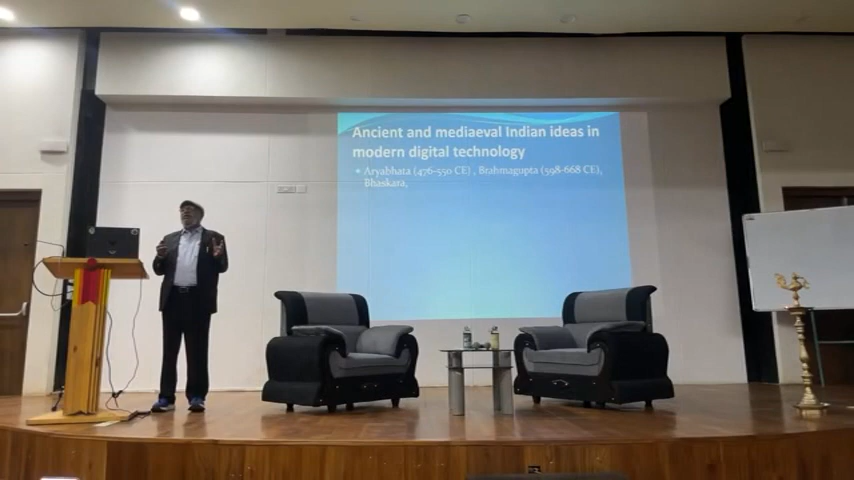 Ancient and mediaeval Indian ideas in
modern digital technology
• Aryabhata (476-550 CE) , Brahmagupta (598-668 CE),
Bhaskara,